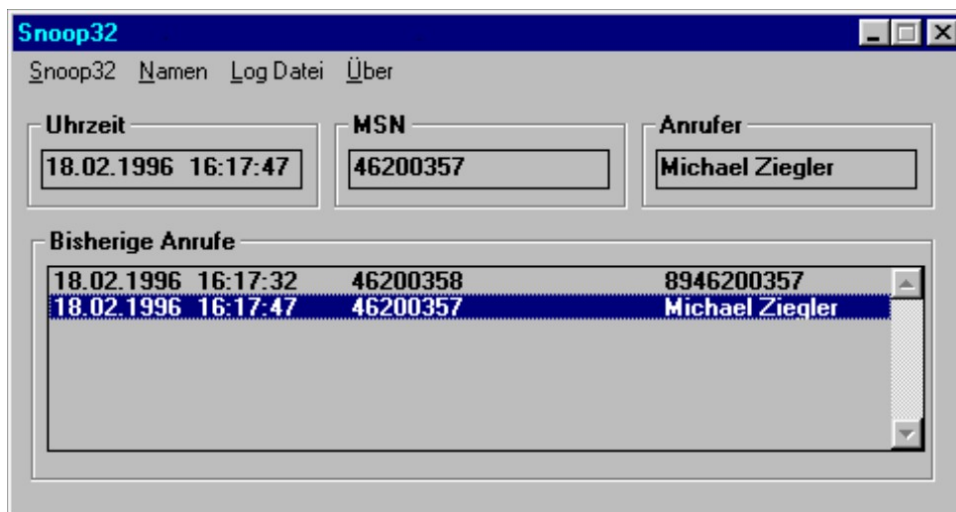 Snoop32
Snoop32 Namen Log Datei Über
Uhrzeit MSN Anrufer
18.02.1996 16:17:47 46200357 Michael Ziegler
Bisherige Anrufe
18.02.1996 16:17:32 46200358 8946200357
18.02.1996 16:17:47 46200357 Michael Ziegler